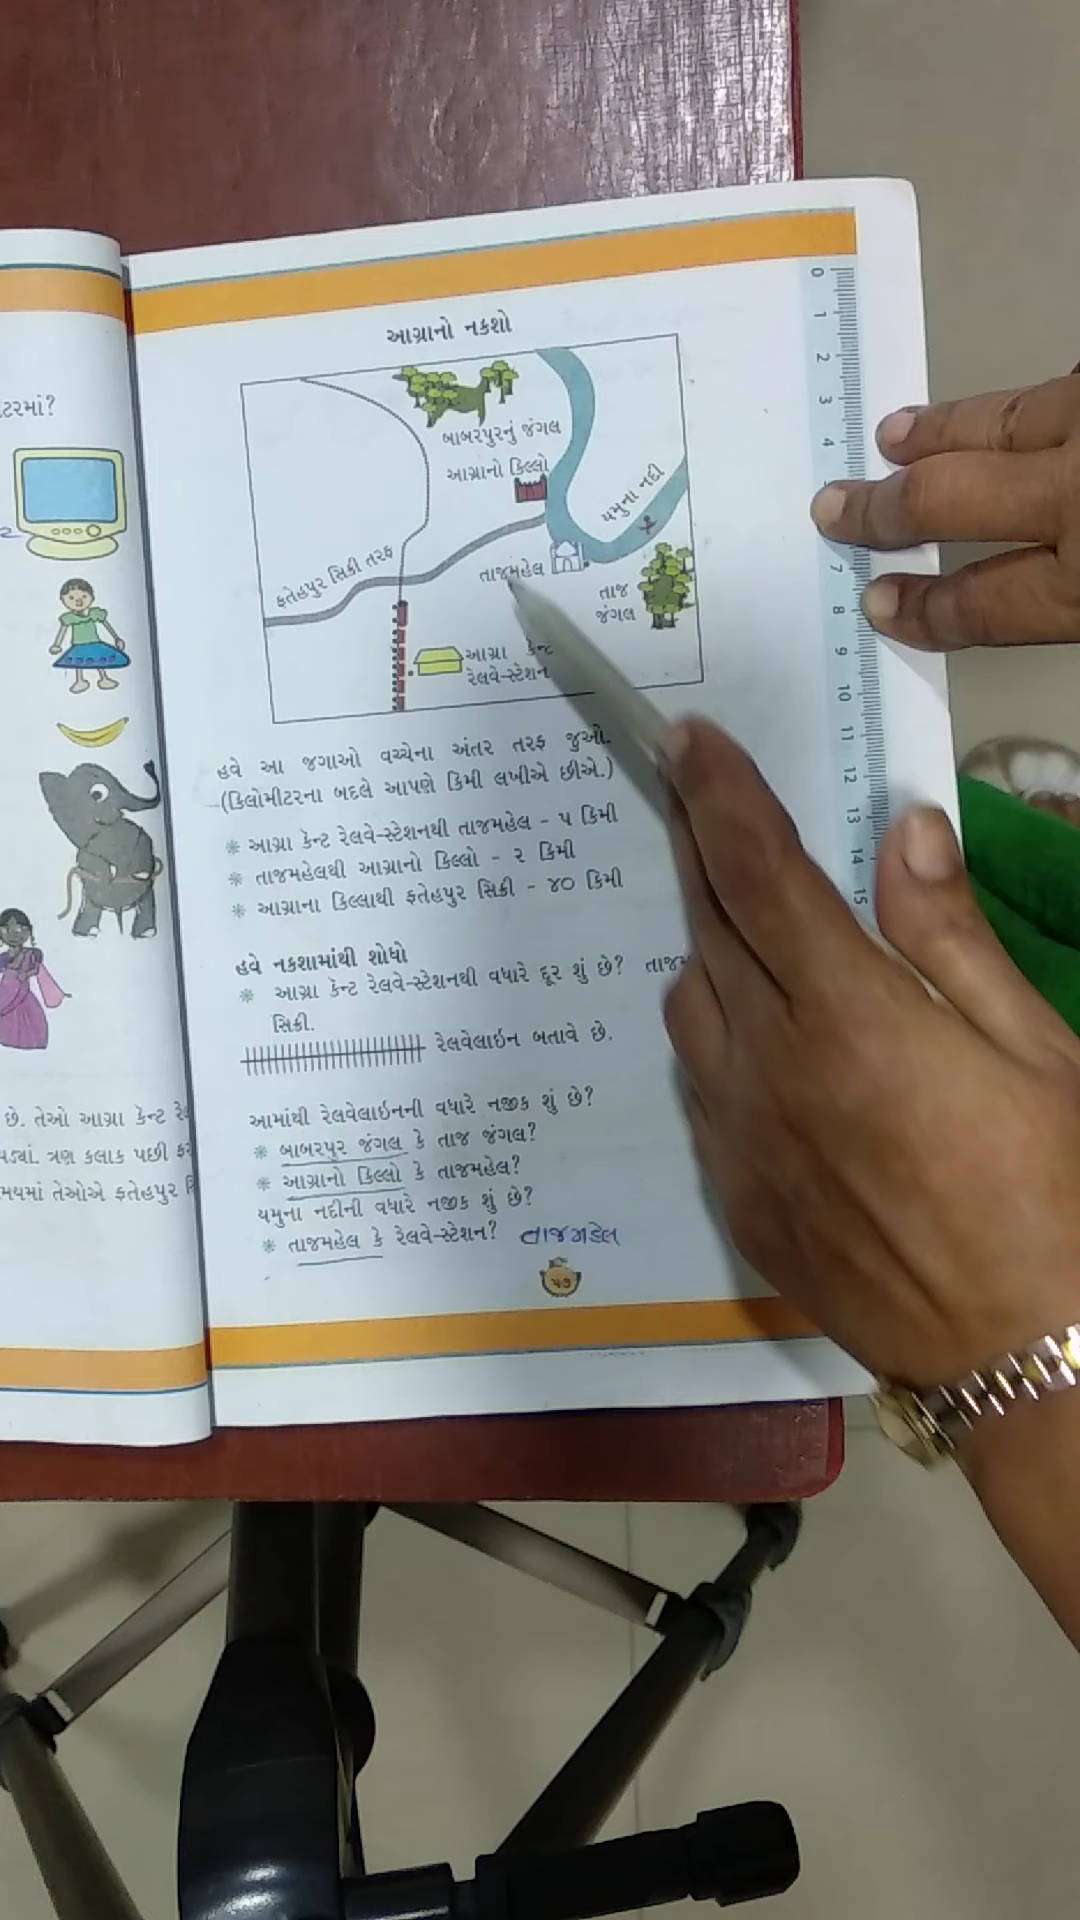 ટરમાં?
છે. તેઓ આગ્રા કેન્ટ
પડ્યાં. ત્રણ કલાક પછી
મયમાં તેઓએ ફતેહપુર
આગ્રાનો નકશો
બાબરપુરનું જંગલ
આગ્રાનો કિલ્લો
યમુના નદી
ફતેહપુર સિક્રી તરફ
તાજમહેલ
તાજ
જંગલ
આગ્રા કેન્ટ
રેલવે-સ્ટેશન
હવે આ જગાઓ વચ્ચેના અંતર તરફ જુઓ.
(કિલોમીટરના બદલે આપણે કિમી લખીએ છીએ.)
* આગ્રા કેન્ટ રેલવે-સ્ટેશનથી તાજમહેલ - ૫ કિમી
* તાજમહેલથી આગ્રાનો કિલ્લો - ૨ કિમી
* આગ્રાના કિલ્લાથી ફતેહપુર સિક્રી - ૪૦ કિમી
હવે નકશામાંથી શોધો
* આગ્રા કેન્ટ રેલવે-સ્ટેશનથી વધારે દૂર શું છે?
સિક્રી.
રેલવેલાઇન બતાવે છે.
આમાંથી રેલવેલાઇનની વધારે નજીક શું છે?
* બાબરપુર જંગલ કે તાજ જંગલ?
* આગ્રાનો કિલ્લો કે તાજમહેલ?
યમુના નદીની વધારે નજીક શું છે?
* તાજમહેલ કે રેલવે-સ્ટેશન? તાજમહેલ
૫૭
0
1
2
3
4
7
8
9
10
11
12
13
14
15